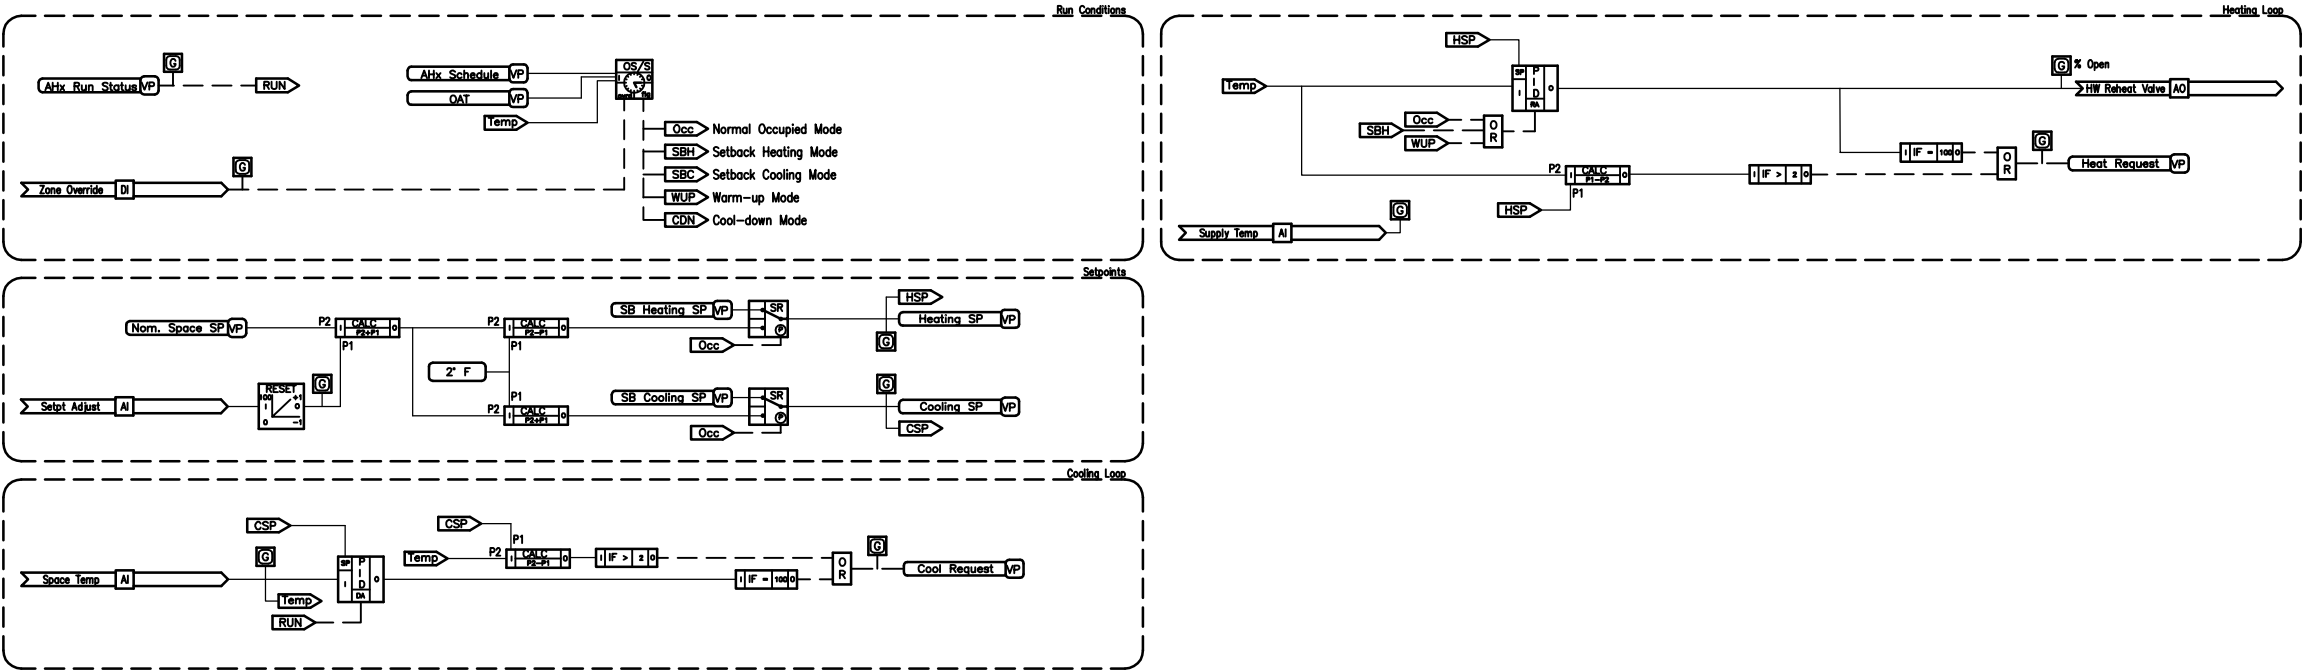 Run Conditions
G
AHx Run Status VP
RUN
AHx Schedule VP
OAT VP
Temp
OS/S
I O
Occ Normal Occupied Mode
SBH Setback Heating Mode
SBC Setback Cooling Mode
WUP Warm-up Mode
CDN Cool-down Mode
G
Zone Override DI
Heating Loop
HSP
Temp
SP P
I I O
D
RA
G % Open
HW Reheat Valve AO
Occ
SBH
WUP
O
R
P2
I CALC O
P1-P2
P1
HSP
I IF > 2 O
I IF = 100 O
O
R
G
Heat Request VP
G
Supply Temp AI
Setpoints
Nom. Space SP VP
P2
I CALC O
P2+P1
P1
G
Setpt Adjust AI
RESET
100 +1
I O
0 -1
2° F
P2
I CALC O
P2-P1
P1
P1
P2
I CALC O
P2+P1
SB Heating SP VP
SR
P
Occ
HSP
Heating SP VP
G
SB Cooling SP VP
SR
P
Occ
G
Cooling SP VP
CSP
Cooling Loop
CSP
G
Space Temp AI
Temp
RUN
SP P
I I O
D
DA
CSP
P1
Temp
P2
I CALC O
P2-P1
I IF > 2 O
I IF = 100 O
O
R
G
Cool Request VP